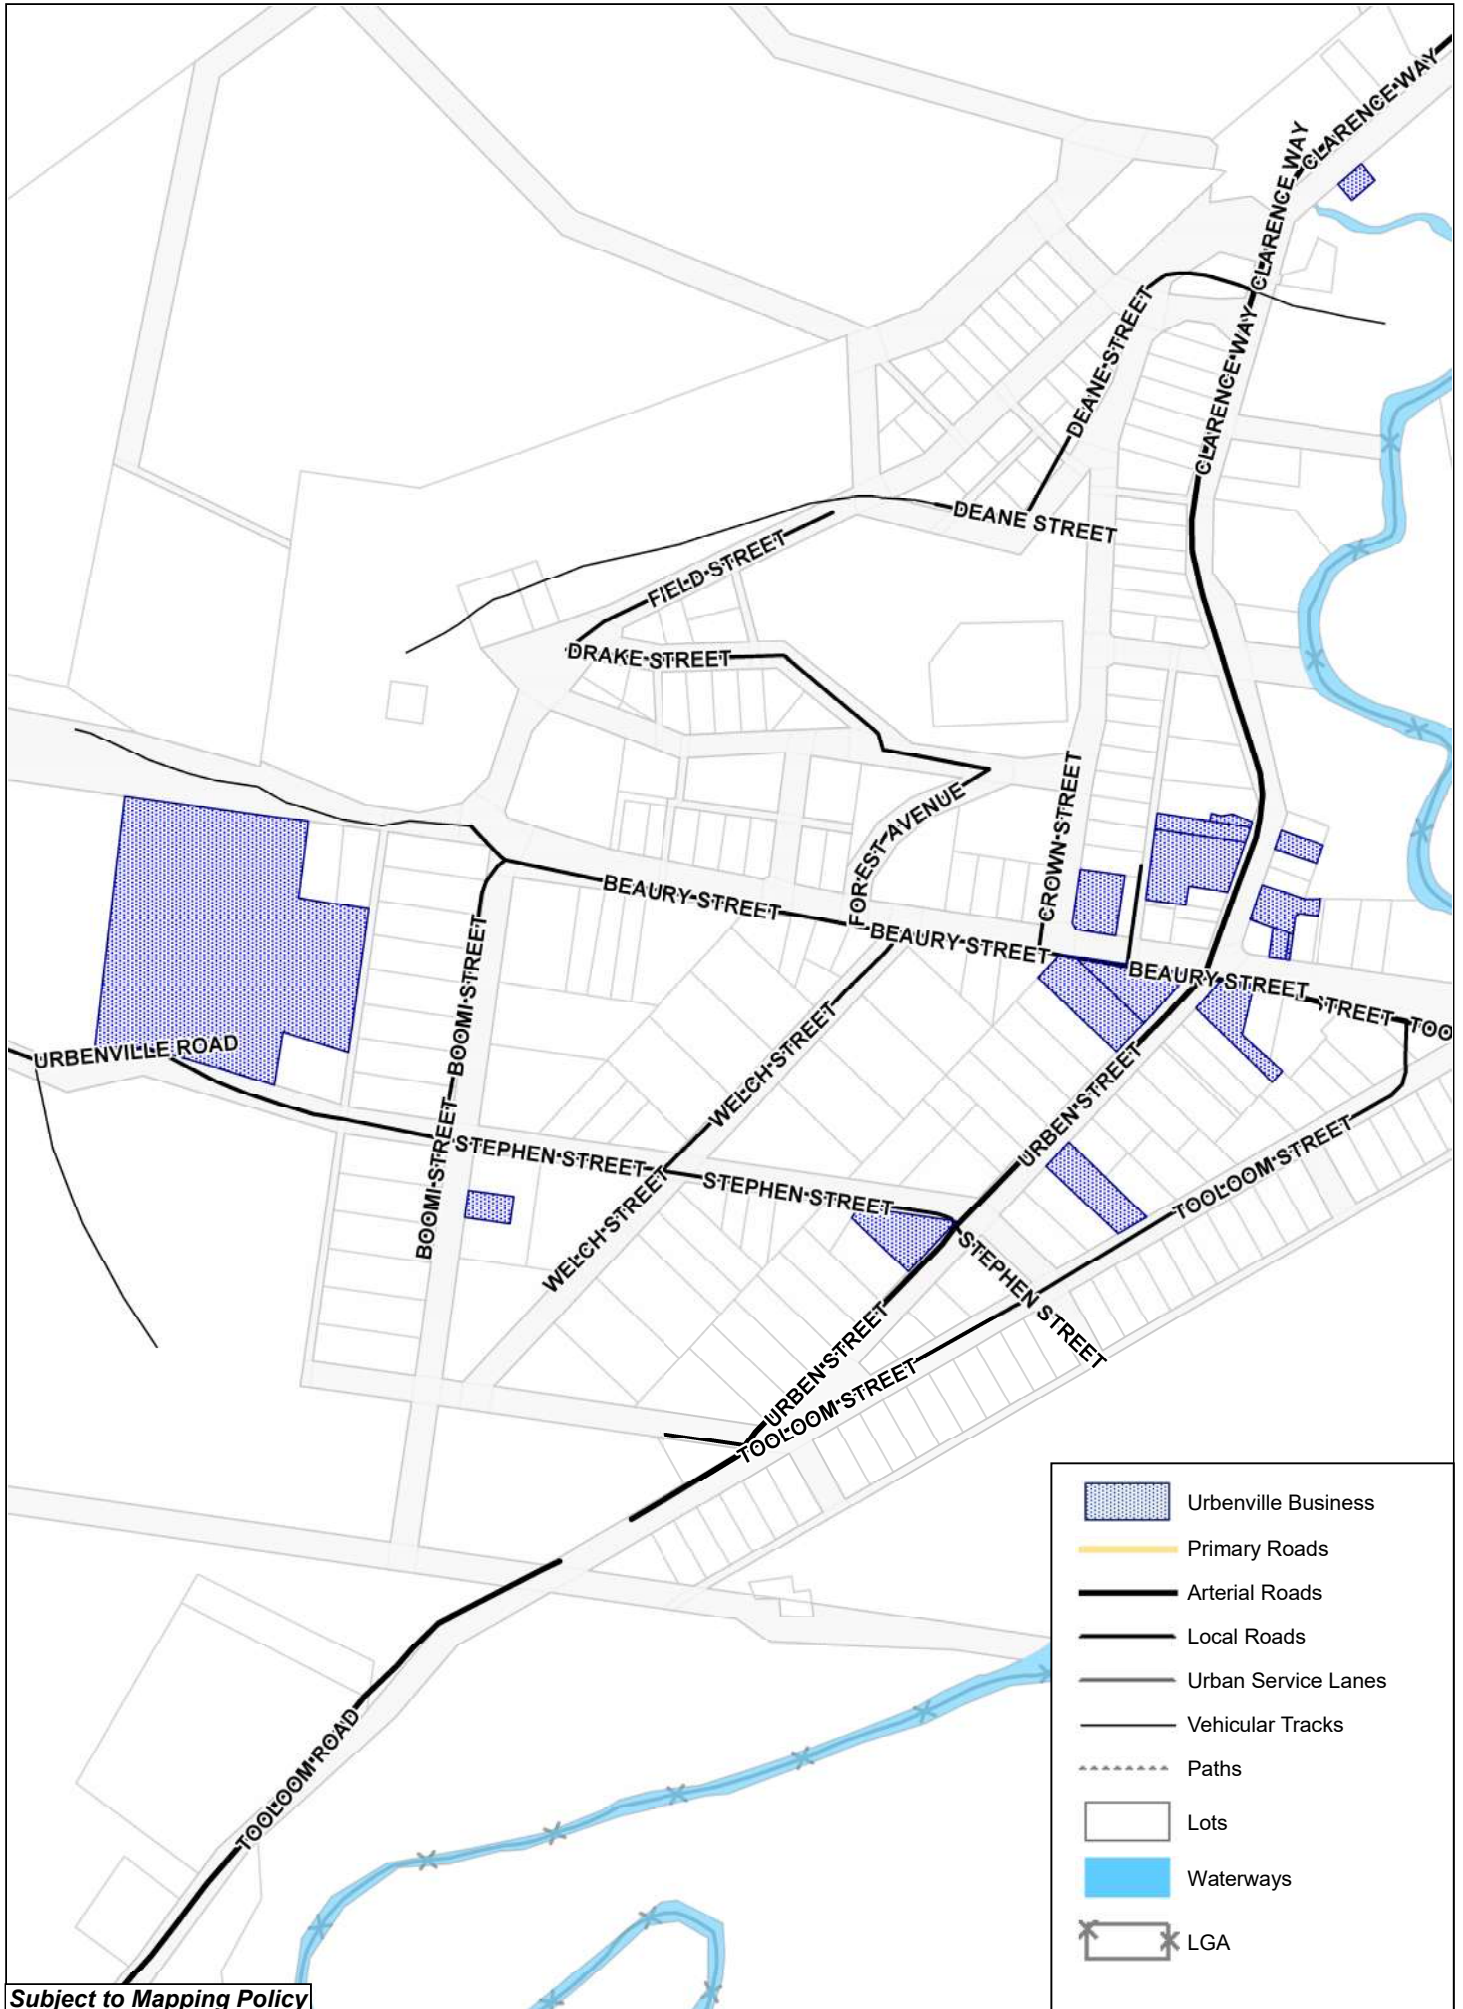 CLARENCE WAY
CLARENCE WAY
CLARENCE WAY
CLARENCE WAY
DEANE STREET
DEANE STREET
FIELD STREET
DRAKE STREET
CROWN STREET
FOREST AVENUE
BEAURY STREET
BEAURY STREET
BEAURY STREET
STREET
TOO
BOOMI STREET
BOOMI STREET
URBENVILLE ROAD
WELCH STREET
URBEN STREET
STEPHEN STREET
STEPHEN STREET
TOOLOOM STREET
WELCH STREET
STEPHEN STREET
URBEN STREET
TOOLOOM STREET
TOOLOOM ROAD
Urbenville Business
Primary Roads
Arterial Roads
Local Roads
Urban Service Lanes
Vehicular Tracks
Paths
Lots
Waterways
LGA
Subject to Mapping Policy